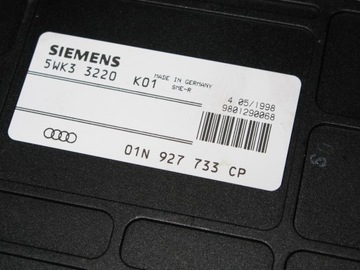 SIEMENS
5WK3 3220 K01
MADE IN GERMANY
SME-R
4 05/1998
9801290068
01N 927 733 CP